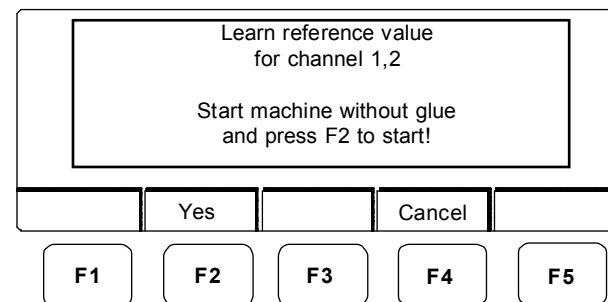 Learn reference value
for channel 1,2
Start machine without glue
and press F2 to start!
Yes Cancel
F1 F2 F3 F4 F5